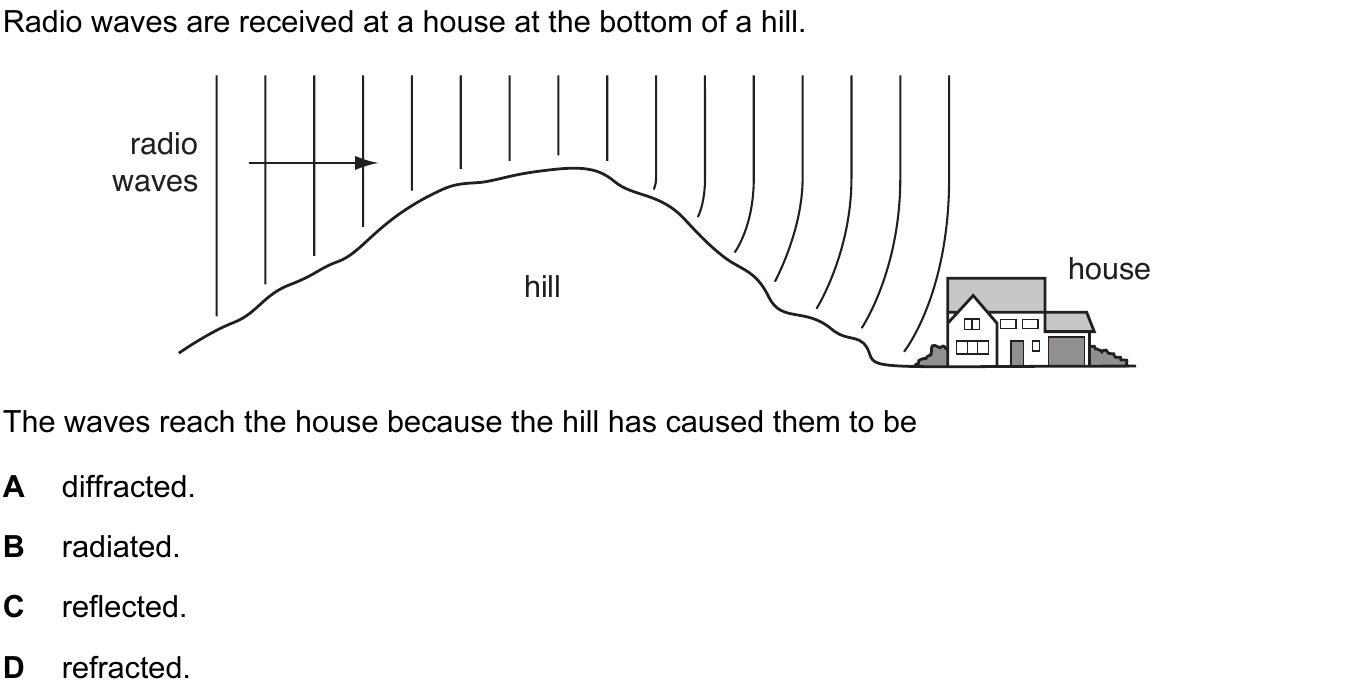 Radio waves are received at a house at the bottom of a hill.
radio
waves
hill
house
The waves reach the house because the hill has caused them to be
A diffracted.
B radiated.
C reflected.
D refracted.